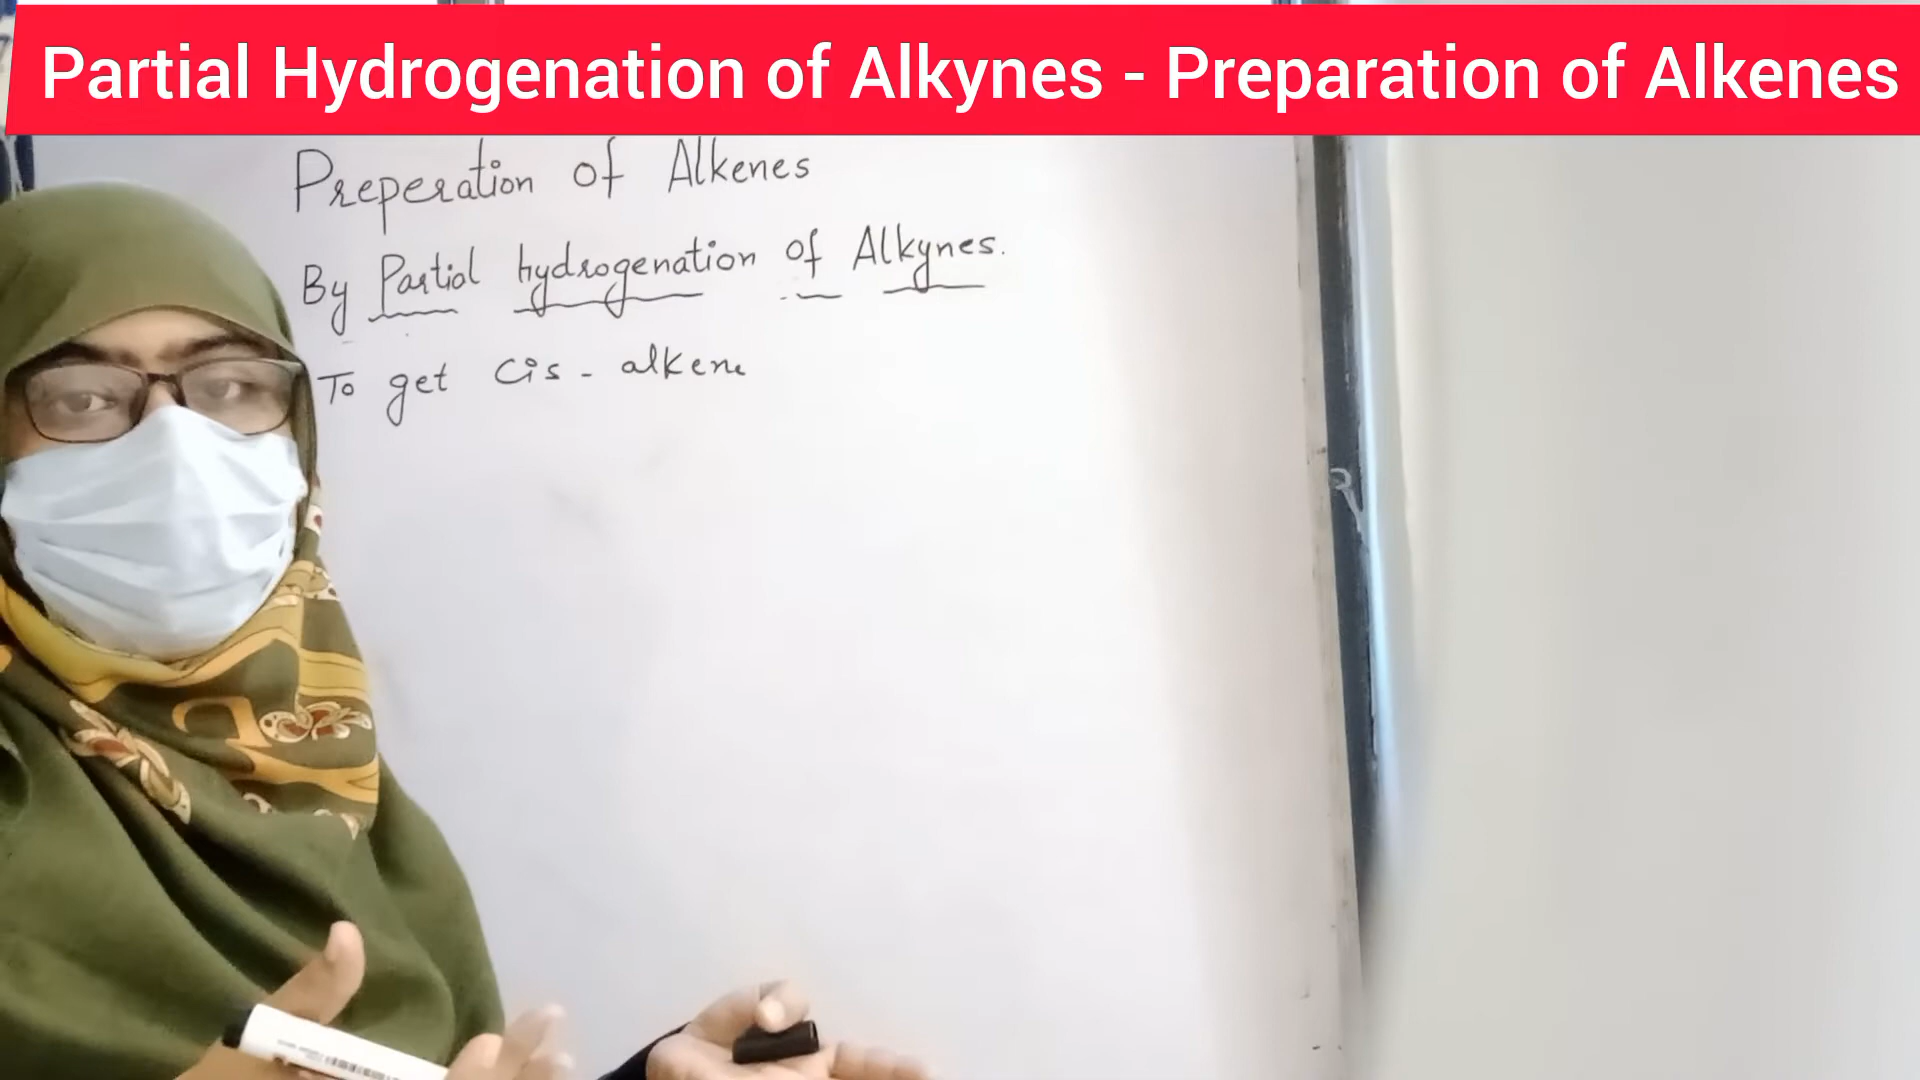 Partial Hydrogenation of Alkynes - Preparation of Alkenes
Preperation of Alkenes
By Partial hydrogenation of Alkynes.
To get Cis - alkene